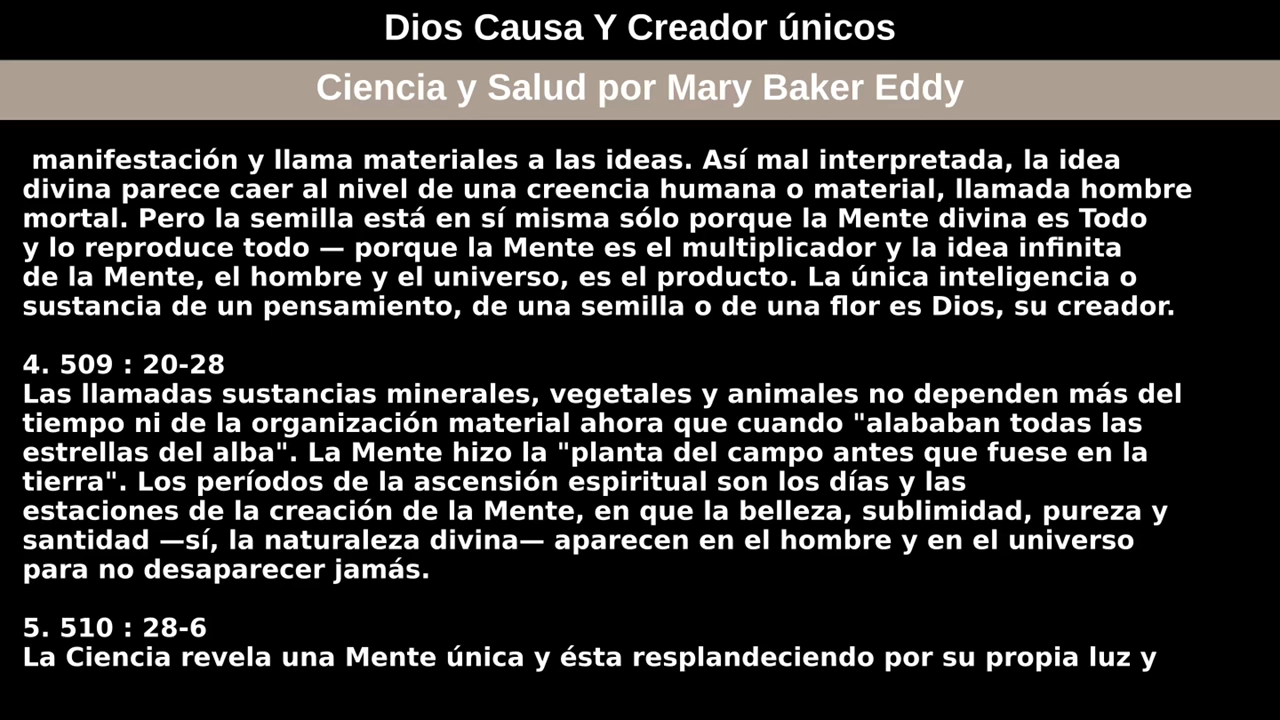 Dios Causa Y Creador únicos
Ciencia y Salud por Mary Baker Eddy
manifestación y llama materiales a las ideas. Así mal interpretada, la idea
divina parece caer al nivel de una creencia humana o material, llamada hombre
mortal. Pero la semilla está en sí misma sólo porque la Mente divina es Todo
y lo reproduce todo — porque la Mente es el multiplicador y la idea infinita
de la Mente, el hombre y el universo, es el producto. La única inteligencia o
sustancia de un pensamiento, de una semilla o de una flor es Dios, su creador.
4. 509 : 20-28
Las llamadas sustancias minerales, vegetales y animales no dependen más del
tiempo ni de la organización material ahora que cuando "alababan todas las
estrellas del alba". La Mente hizo la "planta del campo antes que fuese en la
tierra". Los períodos de la ascensión espiritual son los días y las
estaciones de la creación de la Mente, en que la belleza, sublimidad, pureza y
santidad —sí, la naturaleza divina— aparecen en el hombre y en el universo
para no desaparecer jamás.
5. 510 : 28-6
La Ciencia revela una Mente única y ésta resplandeciendo por su propia luz y